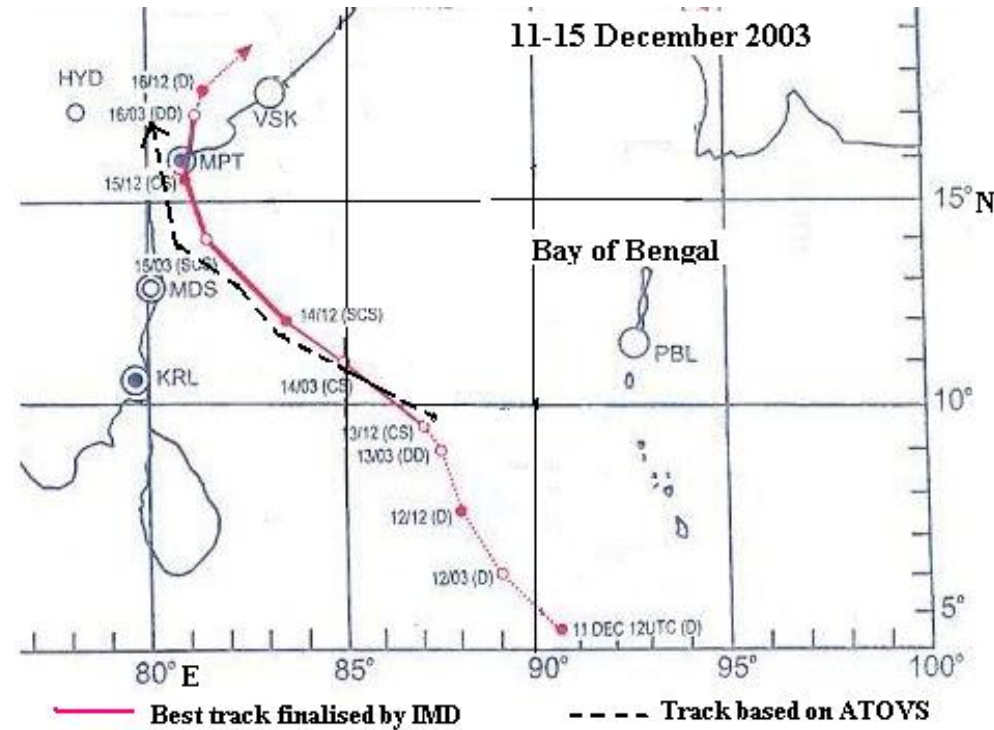 11-15 December 2003
HYD
16/12 (D)
16/03 (DD)
VSK
MPT
15/12 (CS)
15° N
Bay of Bengal
15/03 (SCS)
MDS
14/12 (SCS)
PBL
KRL
14/03 (CS)
10°
13/12 (CS)
13/03 (DD)
12/12 (D)
12/03 (D)
5°
11 DEC 12UTC (D)
80° E
85°
90°
95°
100°
Best track finalised by IMD
Track based on ATOVS